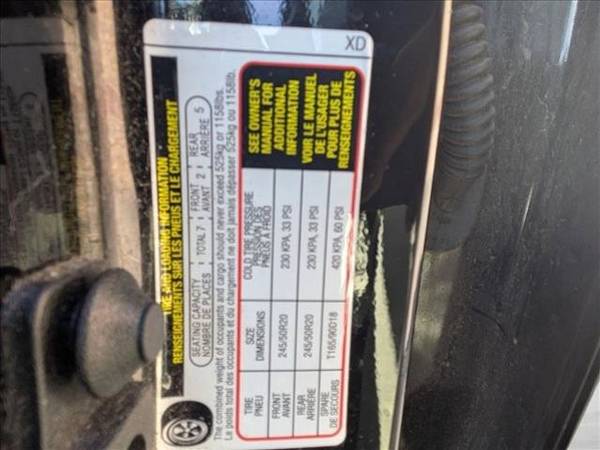 TIRE AND LOADING INFORMATION
RENSEIGNEMENTS SUR LES PNEUS ET LE CHARGEMENT
SEATING CAPACITY TOTAL 7 FRONT 2 REAR 5
NOMBRE DE PLACES AVANT ARRIÈRE
The combined weight of occupants and cargo should never exceed 525kg or 1158lbs.
Le poids total des occupants et du chargement ne doit jamais dépasser 525kg ou 1158lb.
TIRE SIZE COLD TIRE PRESSURE
PNEU DIMENSIONS PRESSION DES PNEUS À FROID
FRONT 245/50R20 230 KPA, 33 PSI
AVANT
REAR 245/50R20 230 KPA, 33 PSI
ARRIÈRE
SPARE T165/90D18 420 KPA, 60 PSI
DE SECOURS
SEE OWNER'S
MANUAL FOR
ADDITIONAL
INFORMATION
VOIR LE MANUEL
DE L'USAGER
POUR PLUS DE
RENSEIGNEMENTS
XD